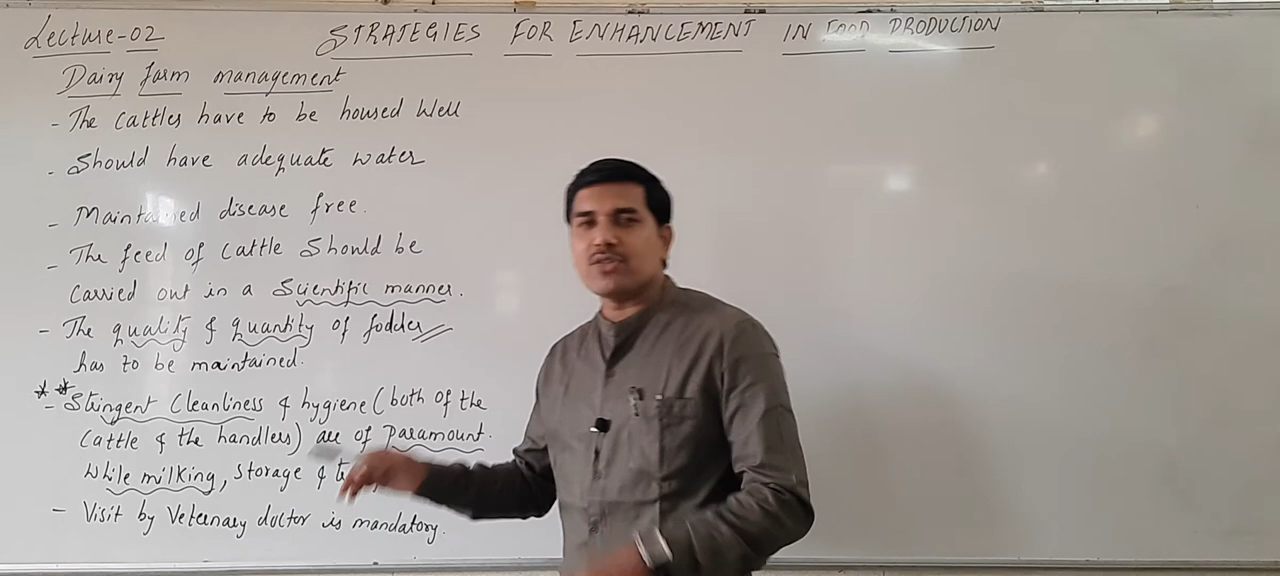 Lecture-02
STRATEGIES FOR ENHANCEMENT IN FOOD PRODUCTION
Dairy farm management
- The Cattles have to be housed Well
- Should have adequate water
- Maintained disease free.
- The feed of Cattle Should be
Carried out in a Scientific manner.
- The quality & quantity of fodder
has to be maintained.
** - Stringent Cleanliness & hygiene (both of the
Cattle & the handlers) are of Paramount.
While milking, Storage &
- Visit by Veternary doctor is mandatory.